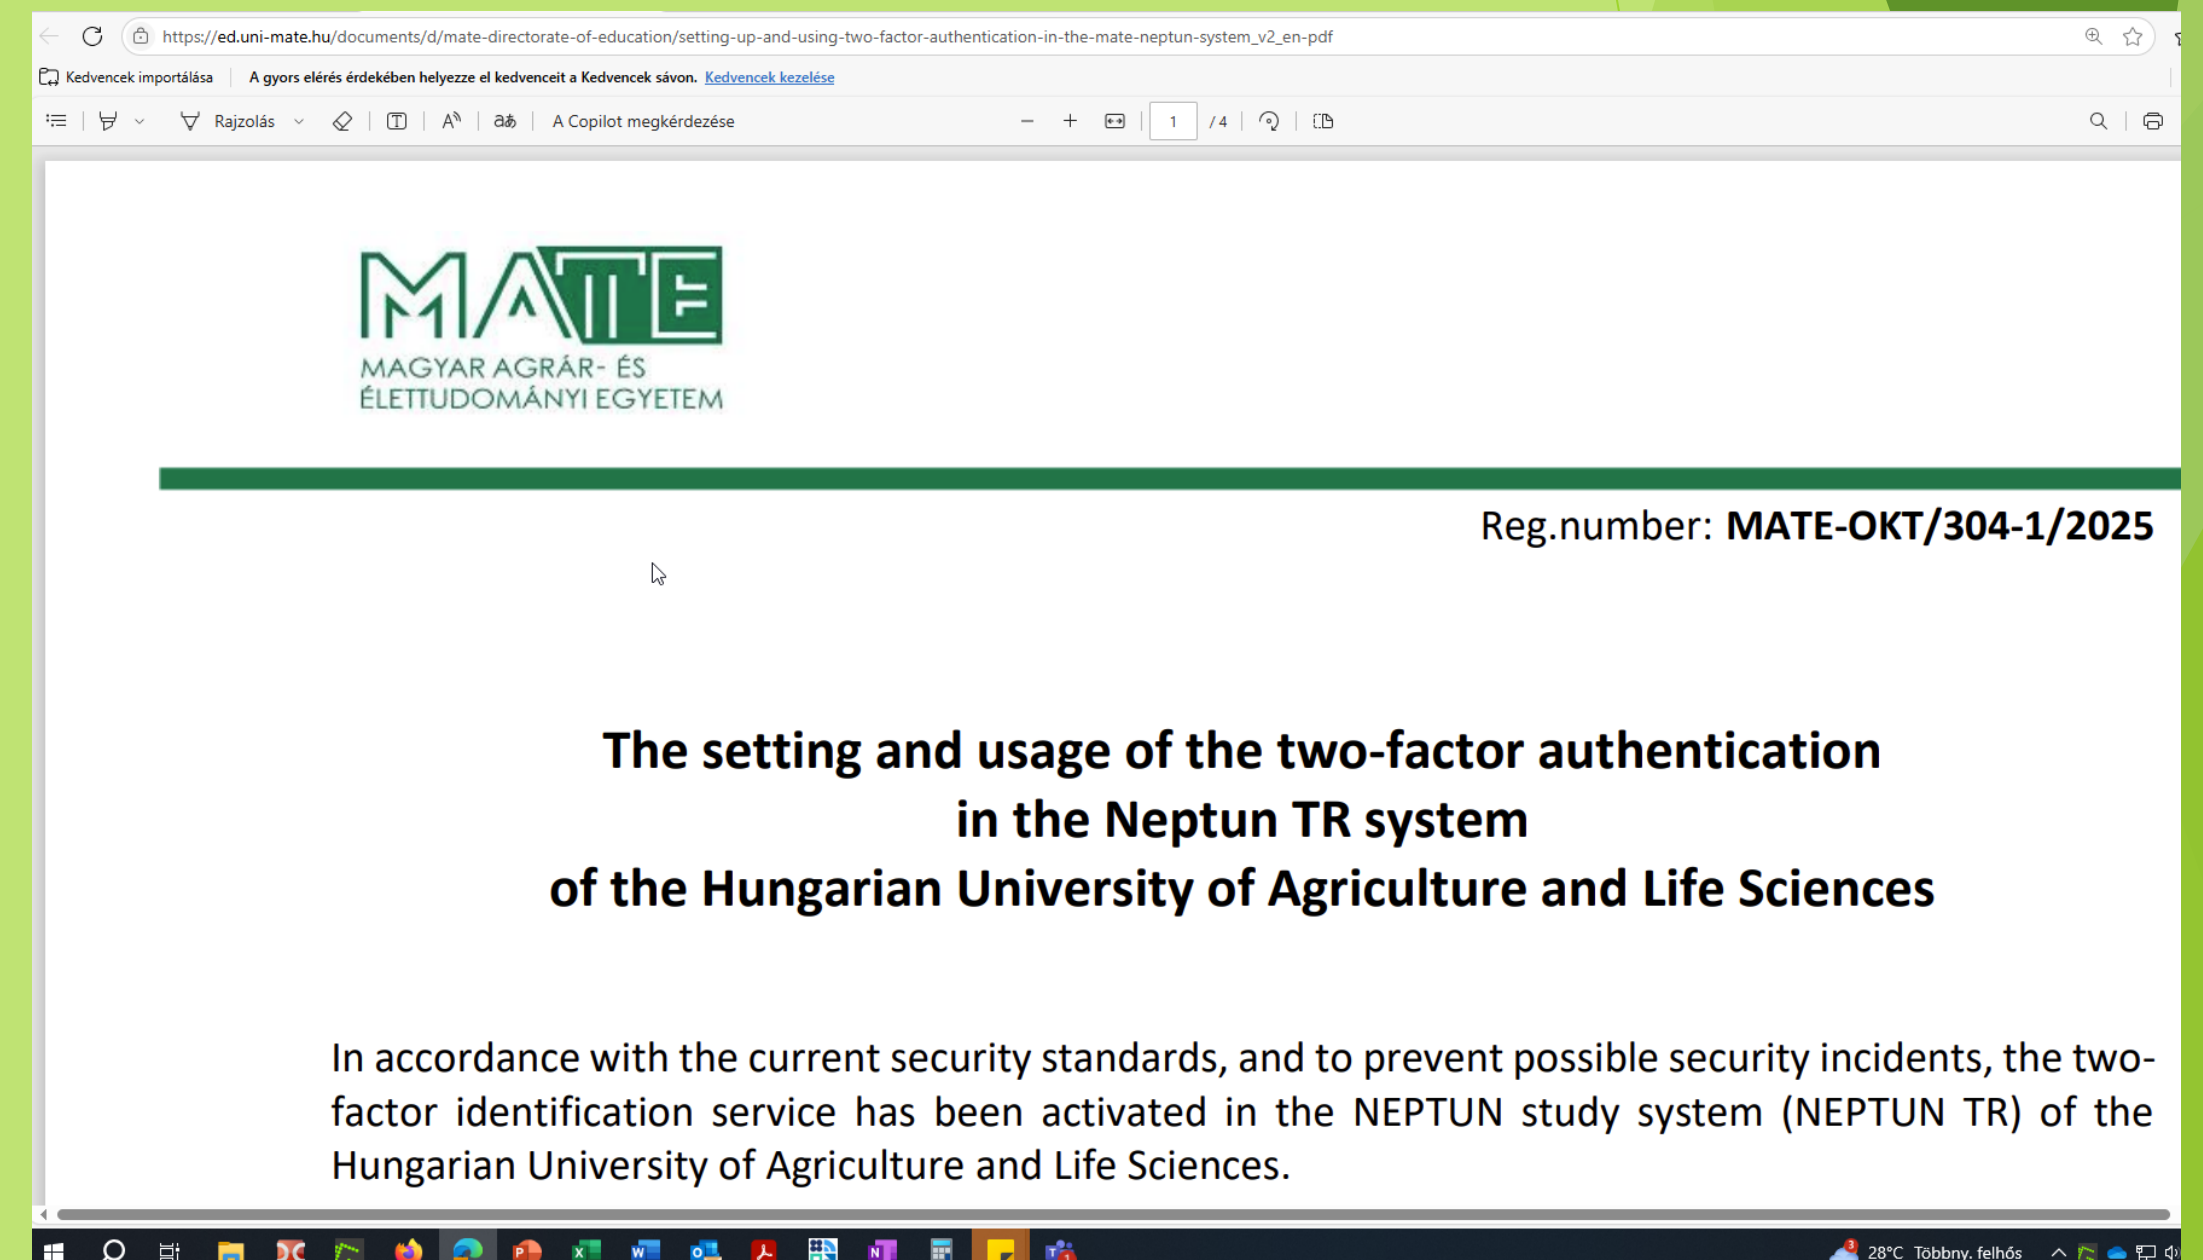 https://ed.uni-mate.hu/documents/d/mate-directorate-of-education/setting-up-and-using-two-factor-authentication-in-the-mate-neptun-system_v2_en-pdf
Kedvencek importálása A gyors elérés érdekében helyezze el kedvenceit a Kedvencek sávon. Kedvencek kezelése
Rajzolás A Copilot megkérdezése 1 / 4
MATE
MAGYAR AGRÁR- ÉS
ÉLETTUDOMÁNYI EGYETEM
Reg.number: MATE-OKT/304-1/2025
The setting and usage of the two-factor authentication
in the Neptun TR system
of the Hungarian University of Agriculture and Life Sciences
In accordance with the current security standards, and to prevent possible security incidents, the two-
factor identification service has been activated in the NEPTUN study system (NEPTUN TR) of the
Hungarian University of Agriculture and Life Sciences.
3 28°C Többny. felhős